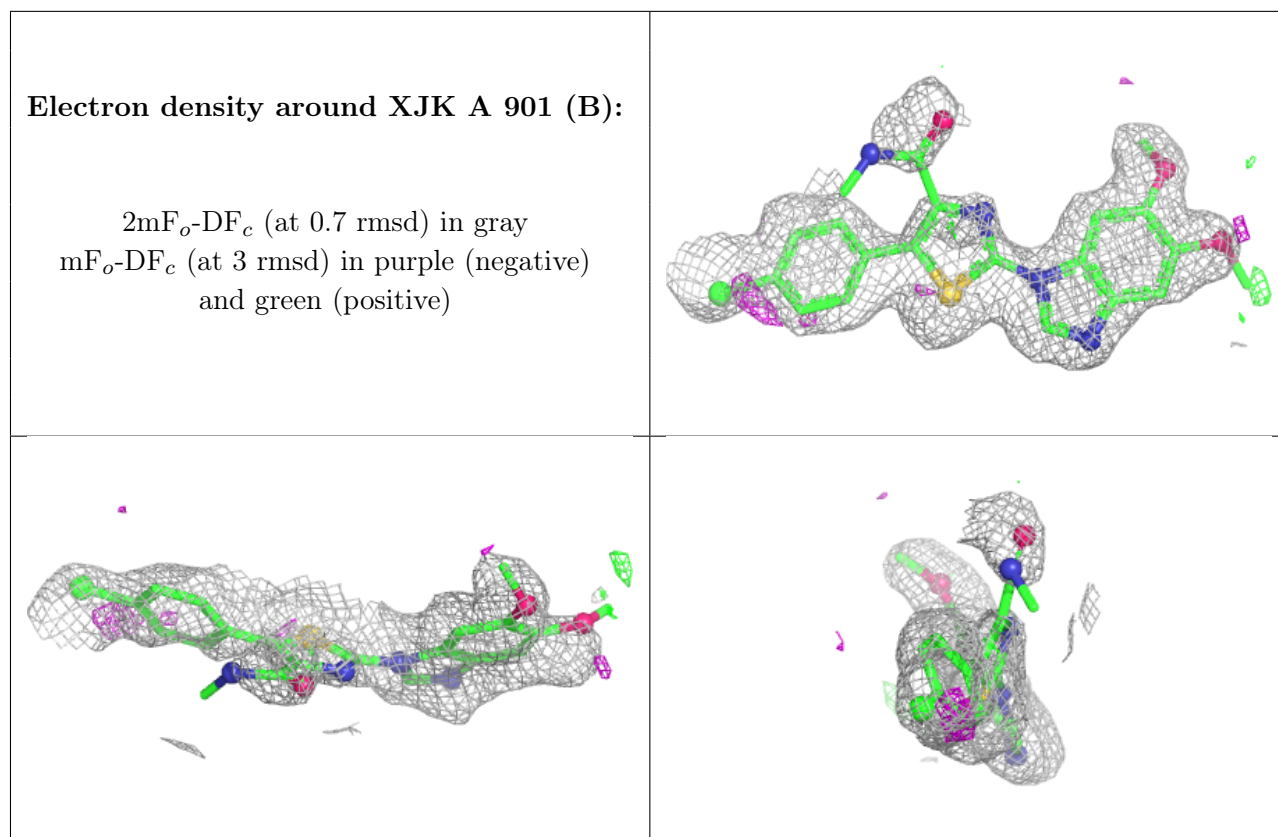 Electron density around XJK A 901 (B):
2mFₒ-DF𝒸 (at 0.7 rmsd) in gray
mFₒ-DF𝒸 (at 3 rmsd) in purple (negative)
and green (positive)